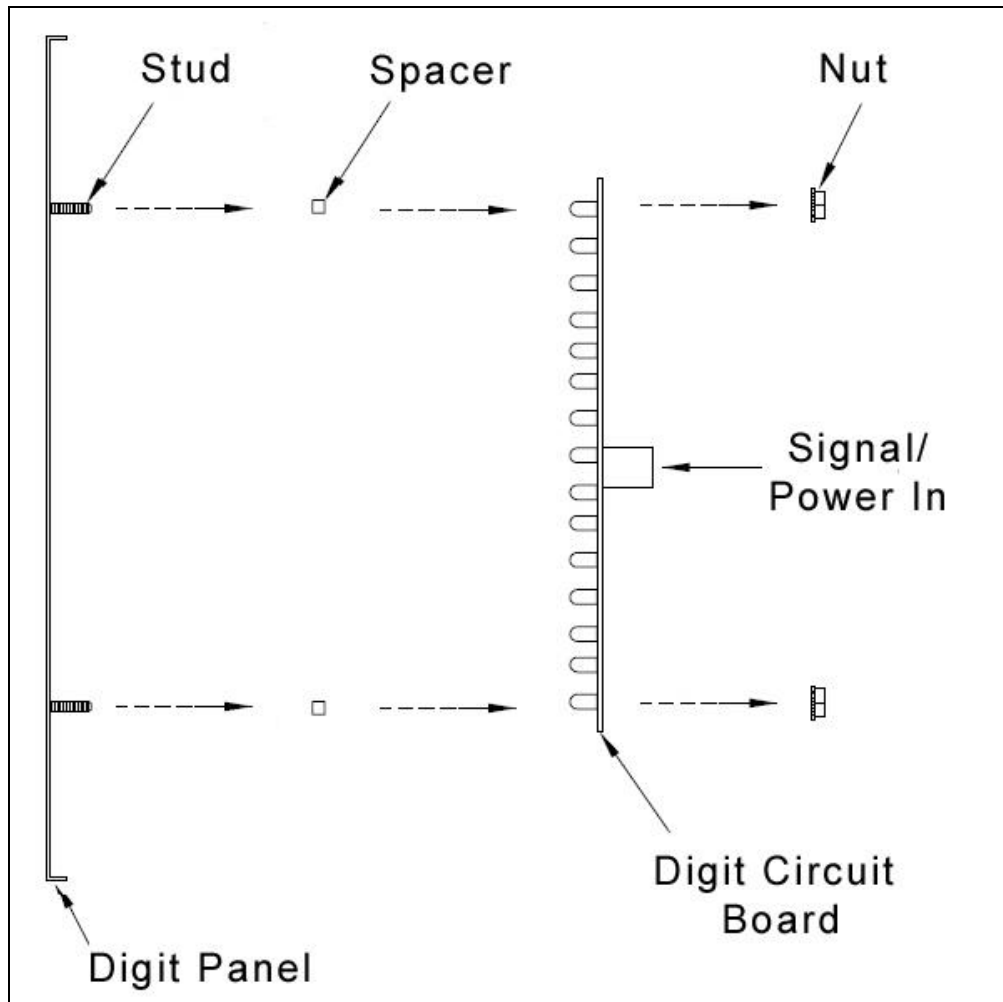 Stud
Spacer
Nut
Signal/
Power In
Digit Circuit
Board
Digit Panel